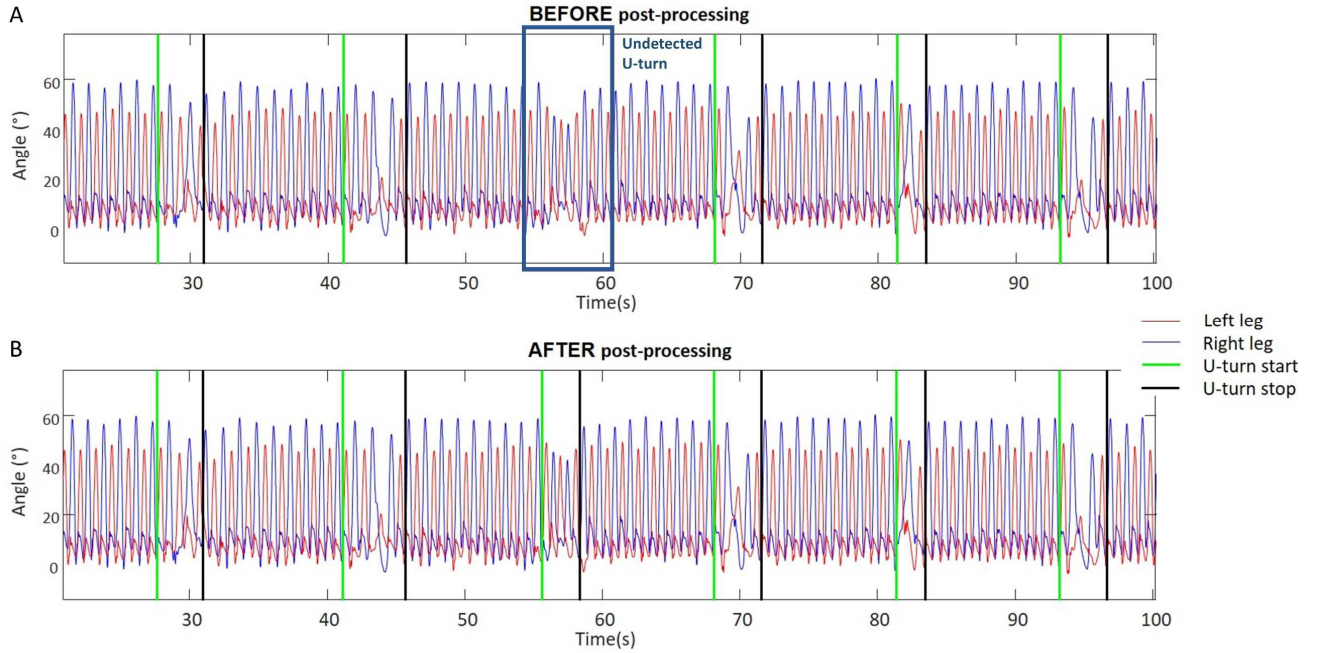 A
BEFORE post-processing
Undetected
U-turn
60
40
20
0
Angle (°)
30
40
50
60
70
80
90
100
Time(s)
Left leg
Right leg
U-turn start
U-turn stop
B
AFTER post-processing
60
40
20
0
Angle (°)
30
40
50
60
70
80
90
100
Time(s)